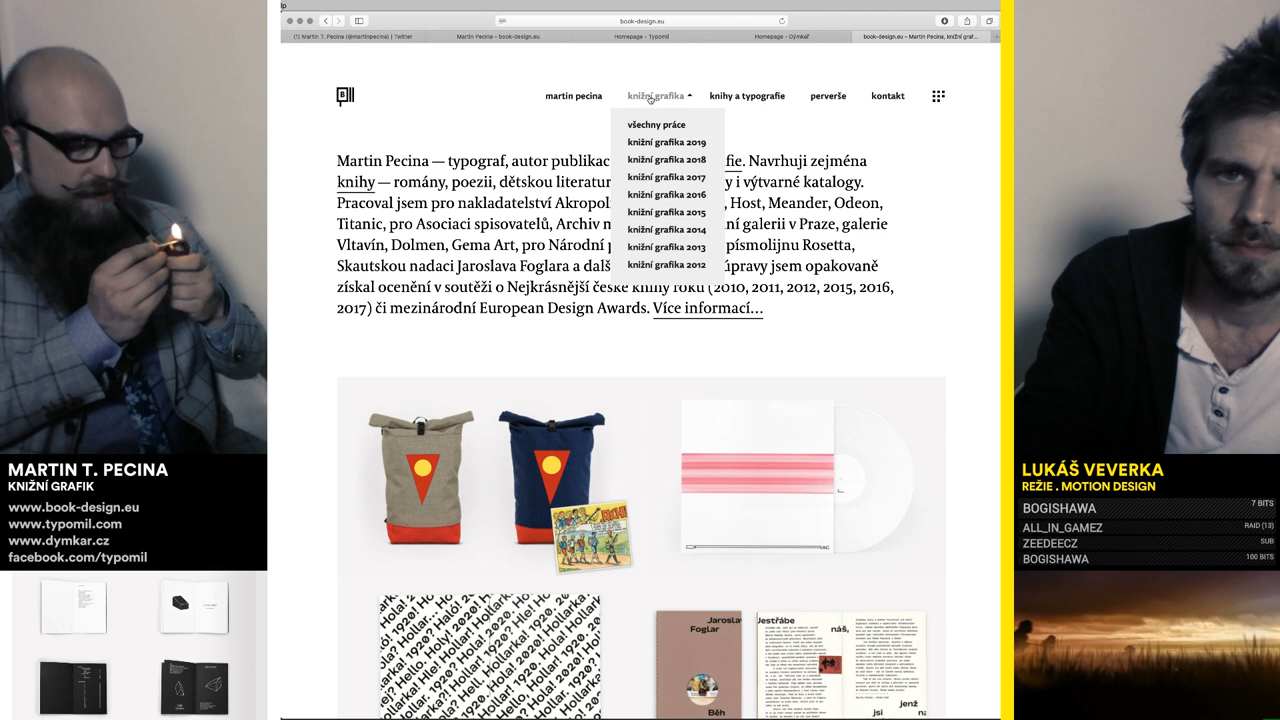 lp
book-design.eu
(1) Martin T. Pecina (@martinpecina) | Twitter
Martin Pecina – book-design.eu
Homepage - Typomil
Homepage - Dýmkař
book-design.eu – Martin Pecina, knižní graf...
B
martin pecina
knižní grafika
knihy a typografie
perverše
kontakt
všechny práce
knižní grafika 2019
knižní grafika 2018
knižní grafika 2017
knižní grafika 2016
knižní grafika 2015
knižní grafika 2014
knižní grafika 2013
knižní grafika 2012
Martin Pecina — typograf, autor publikac fie. Navrhuji zejména
knihy — romány, poezii, dětskou literatur y i výtvarné katalogy.
Pracoval jsem pro nakladatelství Akropol , Host, Meander, Odeon,
Titanic, pro Asociaci spisovatelů, Archiv ní galerii v Praze, galerie
Vltavín, Dolmen, Gema Art, pro Národní p písmolijnu Rosetta,
Skautskou nadaci Jaroslava Foglara a dalš úpravy jsem opakovaně
získal ocenění v soutěži o Nejkrásnější české knihy roku (2010, 2011, 2012, 2015, 2016,
2017) či mezinárodní European Design Awards. Více informací…
Jaroslav
Foglar
Běh
Jestřábe
náš,
jenž
jsi
na
MARTIN T. PECINA
KNIŽNÍ GRAFIK
www.book-design.eu
www.typomil.com
www.dymkar.cz
facebook.com/typomil
LUKÁŠ VEVERKA
REŽIE . MOTION DESIGN
BOGISHAWA 7 BITS
ALL_IN_GAMEZ RAID (13)
ZEEDEECZ SUB
BOGISHAWA 100 BITS